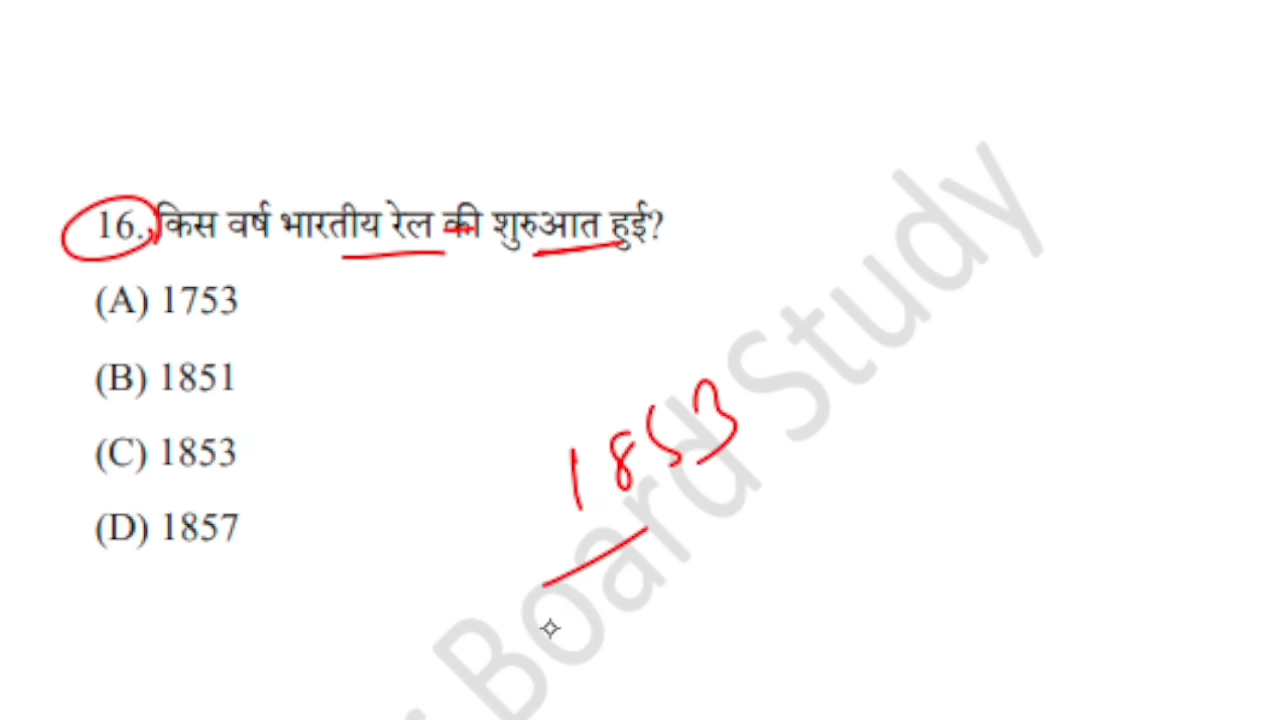 16. किस वर्ष भारतीय रेल की शुरुआत हुई?
(A) 1753
(B) 1851
(C) 1853
(D) 1857
1853
Board Study